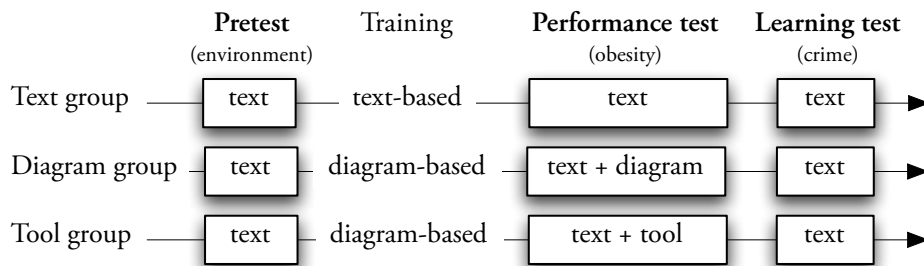 Pretest Training Performance test Learning test
(environment) (obesity) (crime)
Text group text text-based text text
Diagram group text diagram-based text + diagram text
Tool group text diagram-based text + tool text